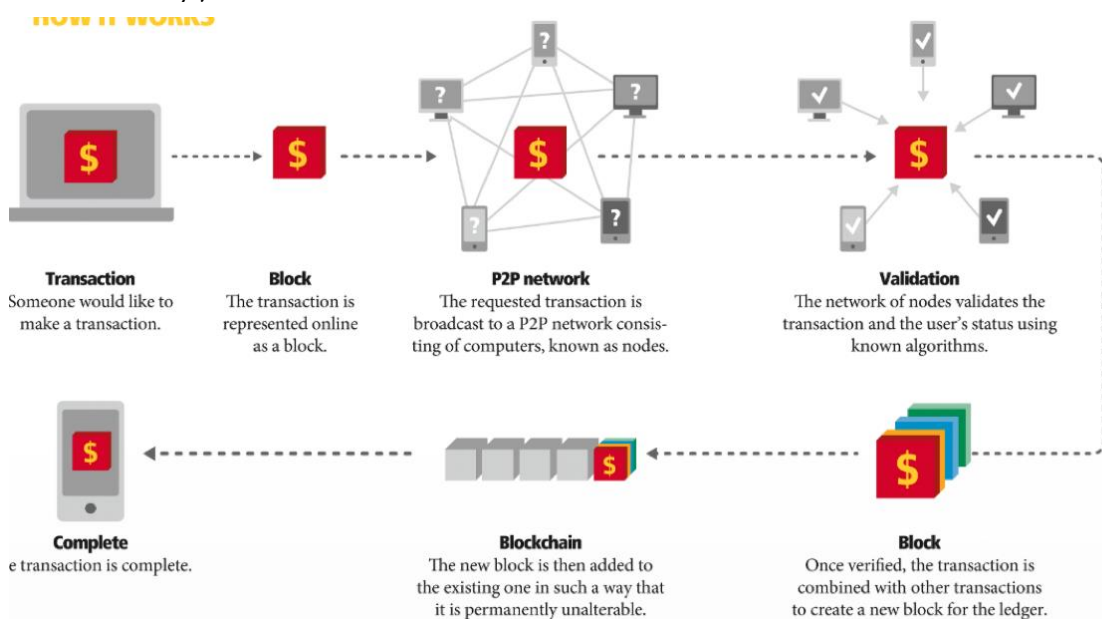 HOW IT WORKS
$
$
?
?
?
$
?
?
$
Transaction
Someone would like to
make a transaction.
Block
The transaction is
represented online
as a block.
P2P network
The requested transaction is
broadcast to a P2P network consis-
ting of computers, known as nodes.
Validation
The network of nodes validates the
transaction and the user's status using
known algorithms.
$
$
$
Complete
e transaction is complete.
Blockchain
The new block is then added to
the existing one in such a way that
it is permanently unalterable.
Block
Once verified, the transaction is
combined with other transactions
to create a new block for the ledger.